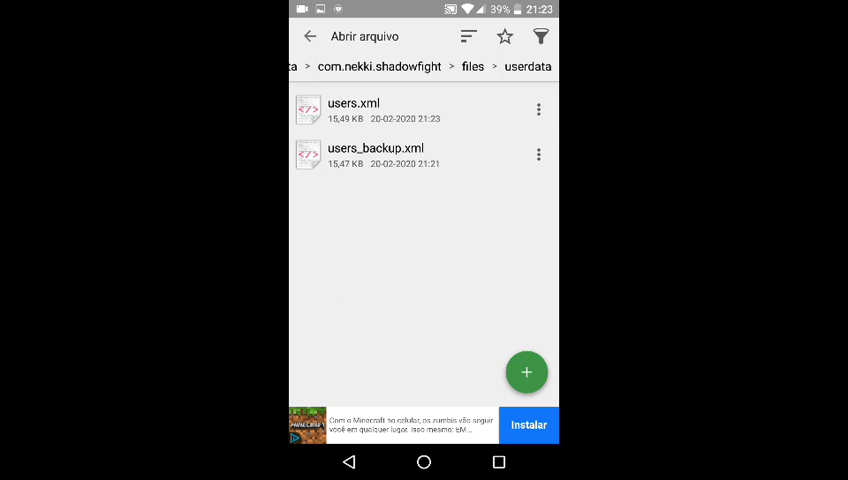 39% 21:23
Abrir arquivo
ta > com.nekki.shadowfight > files > userdata
users.xml
15,49 KB 20-02-2020 21:23
users_backup.xml
15,47 KB 20-02-2020 21:21
Com o Minecraft no celular, os zumbis vão seguir
você em qualquer lugar. Isso mesmo: EM...
Instalar